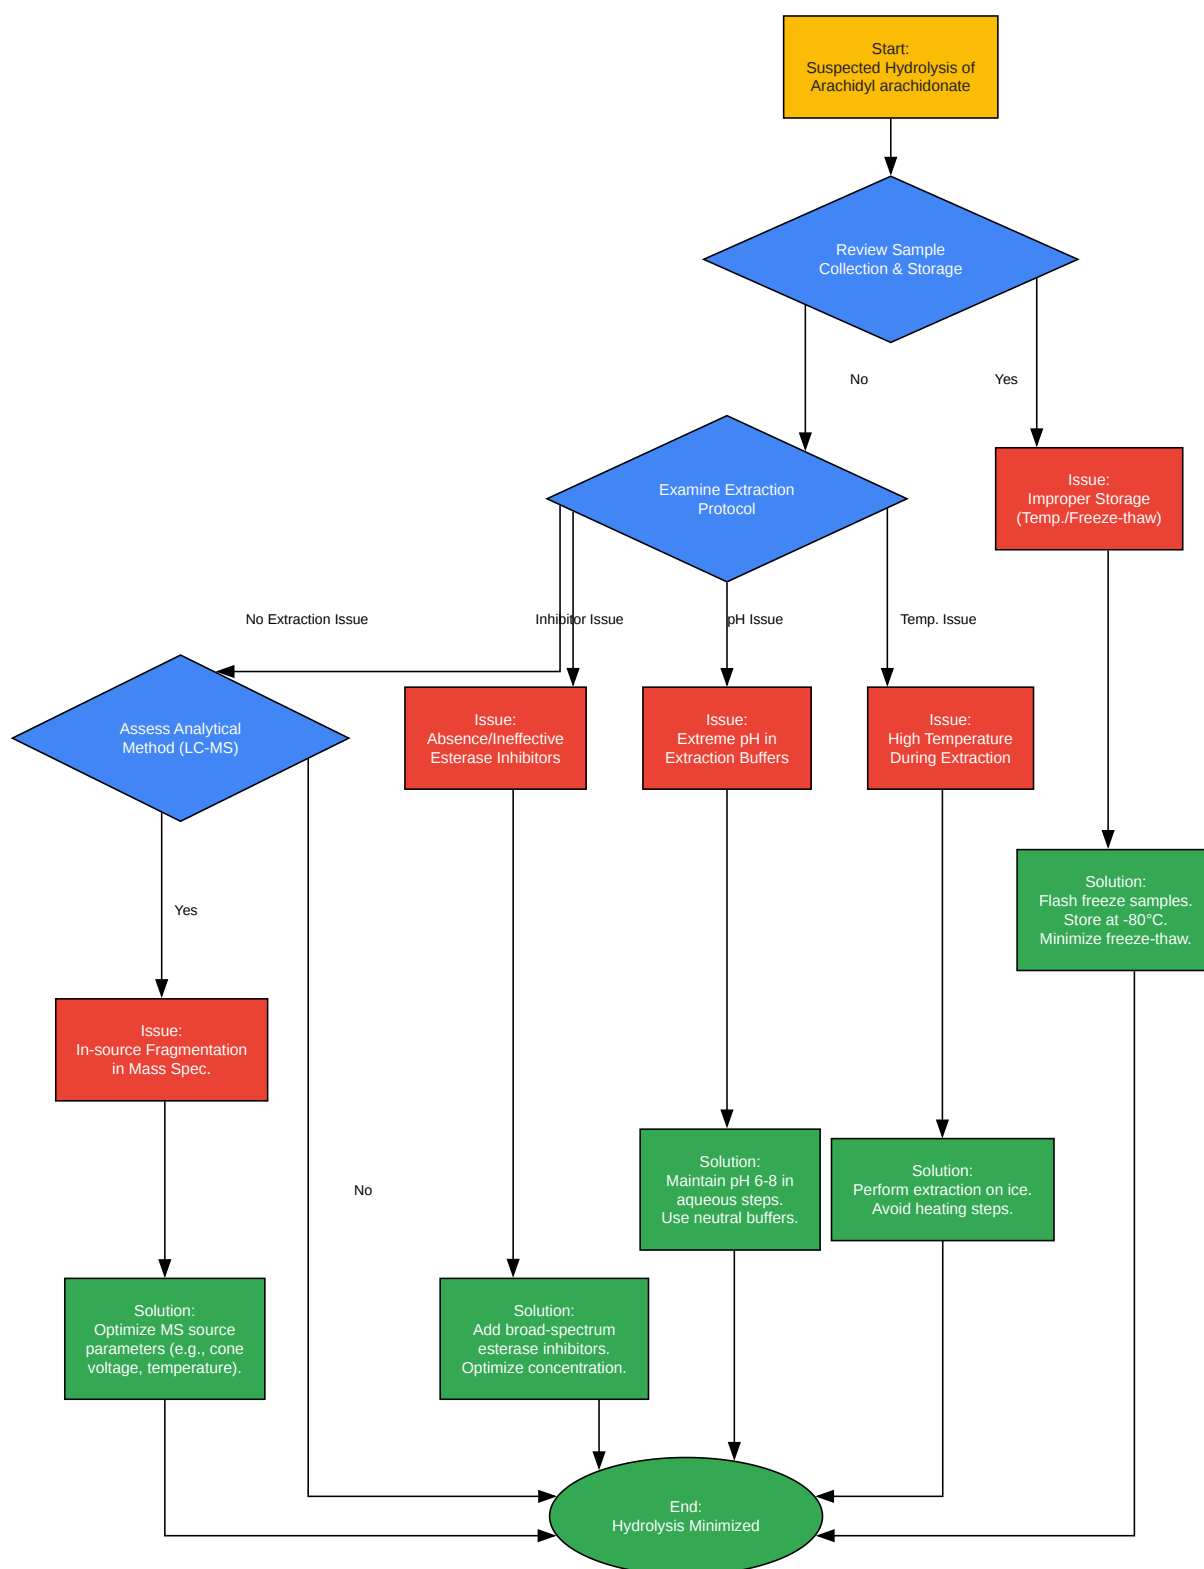 Start:
Suspected Hydrolysis of
Arachidyl arachidonate
Review Sample
Collection & Storage
No
Yes
Examine Extraction
Protocol
Issue:
Improper Storage
(Temp./Freeze-thaw)
No Extraction Issue
Inhibitor Issue
pH Issue
Temp. Issue
Assess Analytical
Method (LC-MS)
Issue:
Absence/Ineffective
Esterase Inhibitors
Issue:
Extreme pH in
Extraction Buffers
Issue:
High Temperature
During Extraction
Solution:
Flash freeze samples.
Store at -80°C.
Minimize freeze-thaw.
Yes
Issue:
In-source Fragmentation
in Mass Spec.
Solution:
Maintain pH 6-8 in
aqueous steps.
Use neutral buffers.
Solution:
Perform extraction on ice.
Avoid heating steps.
No
Solution:
Optimize MS source
parameters (e.g., cone
voltage, temperature).
Solution:
Add broad-spectrum
esterase inhibitors.
Optimize concentration.
End:
Hydrolysis Minimized